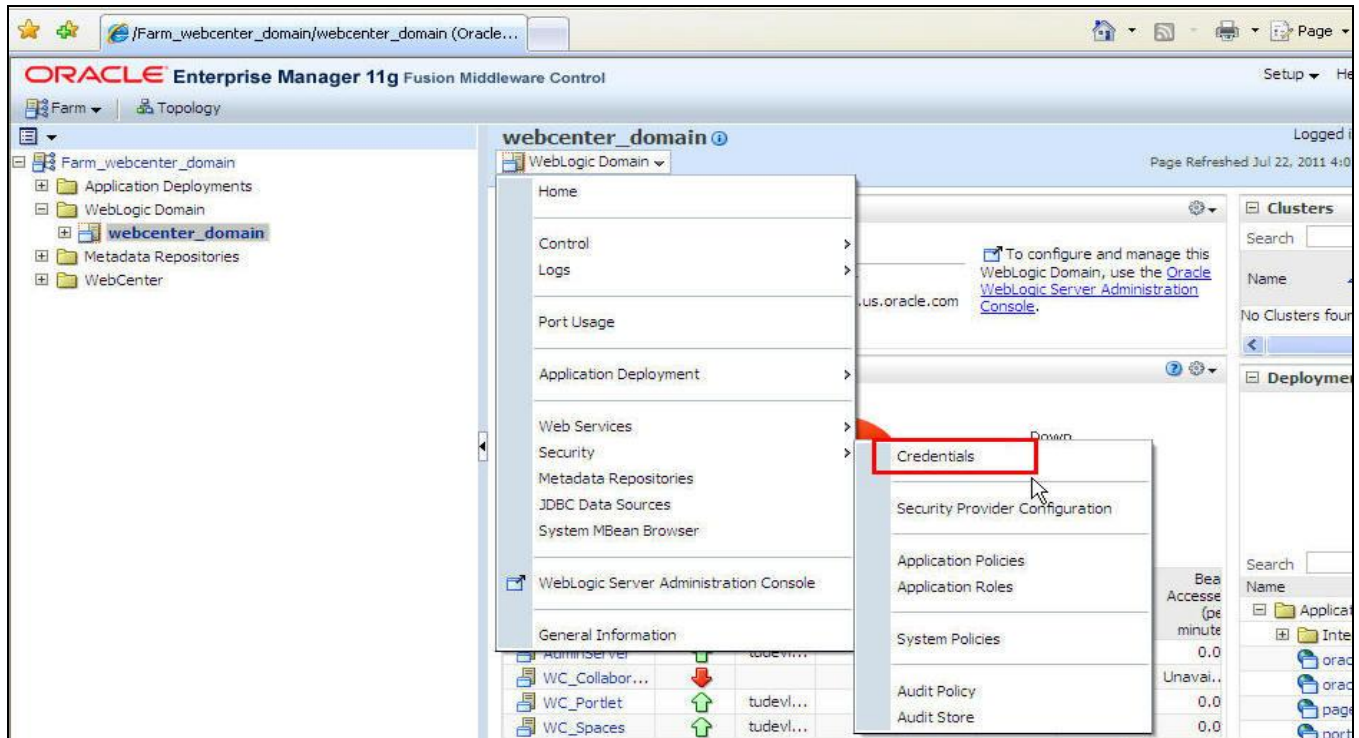 /Farm_webcenter_domain/webcenter_domain (Oracle...
Page
ORACLE Enterprise Manager 11g Fusion Middleware Control
Setup
Farm
Topology
webcenter_domain
Logged
WebLogic Domain
Page Refreshed Jul 22, 2011 4:0
Farm_webcenter_domain
Application Deployments
WebLogic Domain
webcenter_domain
Metadata Repositories
WebCenter
Home
Control
Logs
Port Usage
Application Deployment
Web Services
Security
Metadata Repositories
JDBC Data Sources
System MBean Browser
WebLogic Server Administration Console
General Information
To configure and manage this
WebLogic Domain, use the Oracle
WebLogic Server Administration
Console.
.us.oracle.com
Clusters
Search
Name
No Clusters
Down
Credentials
Security Provider Configuration
Application Policies
Application Roles
System Policies
Audit Policy
Audit Store
(pe
minute
0.0
Unavai..
0.0
0.0
Search
Name
AdminServer
WC_Collabor...
WC_Portlet
tudevl...
WC_Spaces
tudevl...